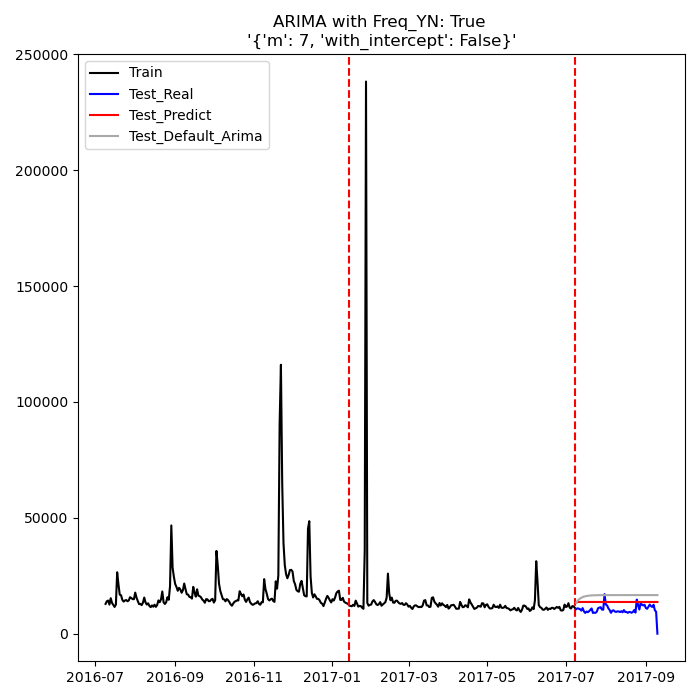 ARIMA with Freq_YN: True
'{'m': 7, 'with_intercept': False}'
250000
200000
150000
100000
50000
0
Train
Test_Real
Test_Predict
Test_Default_Arima
2016-07 2016-09 2016-11 2017-01 2017-03 2017-05 2017-07 2017-09